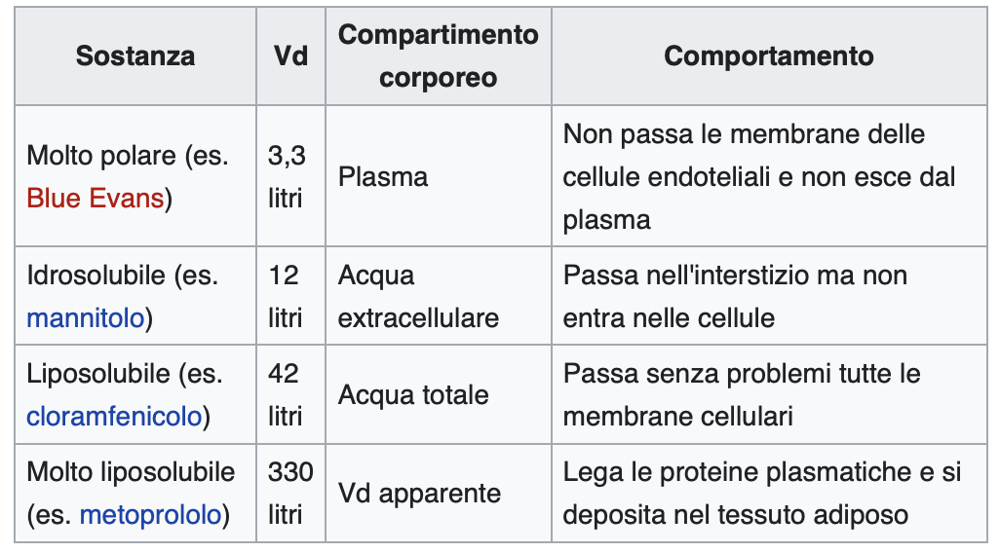 Sostanza Vd Compartimento corporeo Comportamento
Molto polare (es. Blue Evans) 3,3 litri Plasma Non passa le membrane delle cellule endoteliali e non esce dal plasma
Idrosolubile (es. mannitolo) 12 litri Acqua extracellulare Passa nell'interstizio ma non entra nelle cellule
Liposolubile (es. cloramfenicolo) 42 litri Acqua totale Passa senza problemi tutte le membrane cellulari
Molto liposolubile (es. metoprololo) 330 litri Vd apparente Lega le proteine plasmatiche e si deposita nel tessuto adiposo